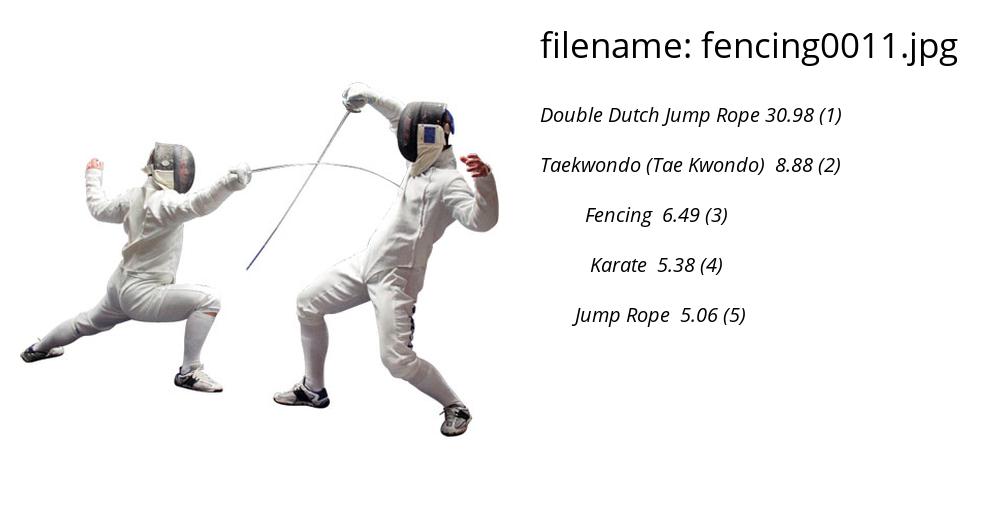 filename: fencing0011.jpg
Double Dutch Jump Rope 30.98 (1)
Taekwondo (Tae Kwondo) 8.88 (2)
Fencing 6.49 (3)
Karate 5.38 (4)
Jump Rope 5.06 (5)